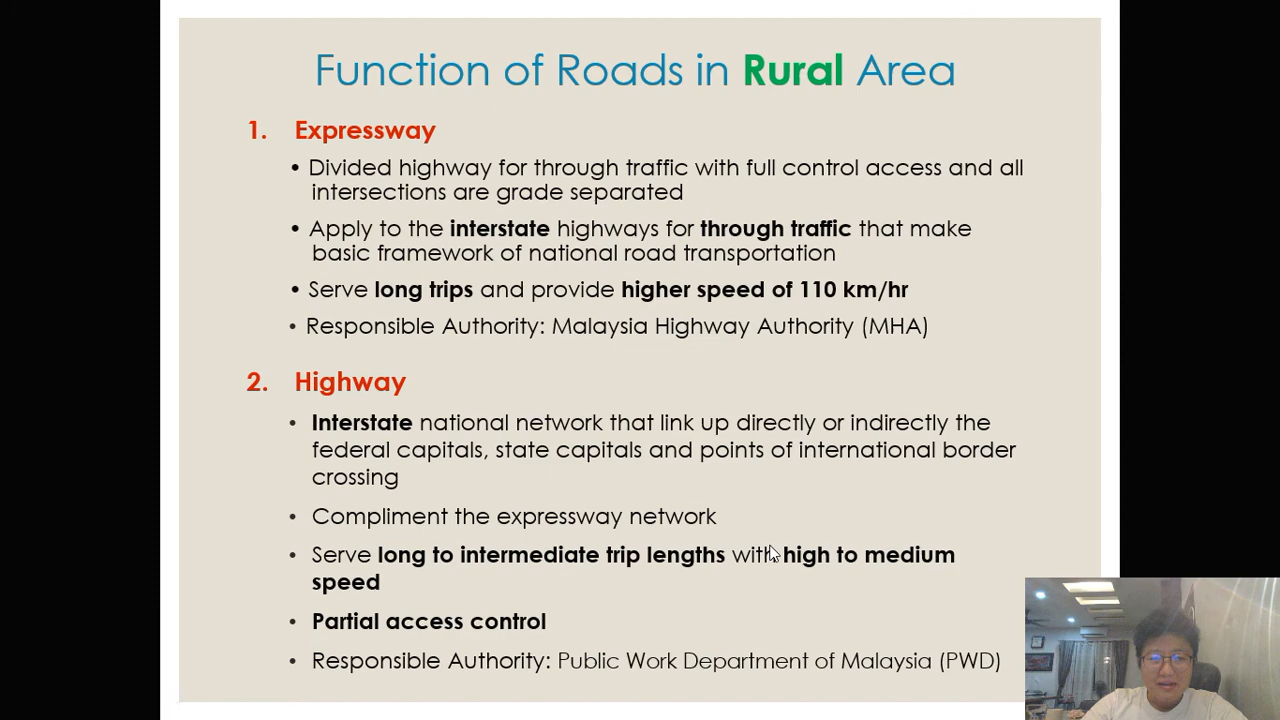 Function of Roads in Rural Area
1. Expressway
• Divided highway for through traffic with full control access and all
intersections are grade separated
• Apply to the interstate highways for through traffic that make
basic framework of national road transportation
• Serve long trips and provide higher speed of 110 km/hr
• Responsible Authority: Malaysia Highway Authority (MHA)
2. Highway
• Interstate national network that link up directly or indirectly the
federal capitals, state capitals and points of international border
crossing
• Compliment the expressway network
• Serve long to intermediate trip lengths with high to medium
speed
• Partial access control
• Responsible Authority: Public Work Department of Malaysia (PWD)